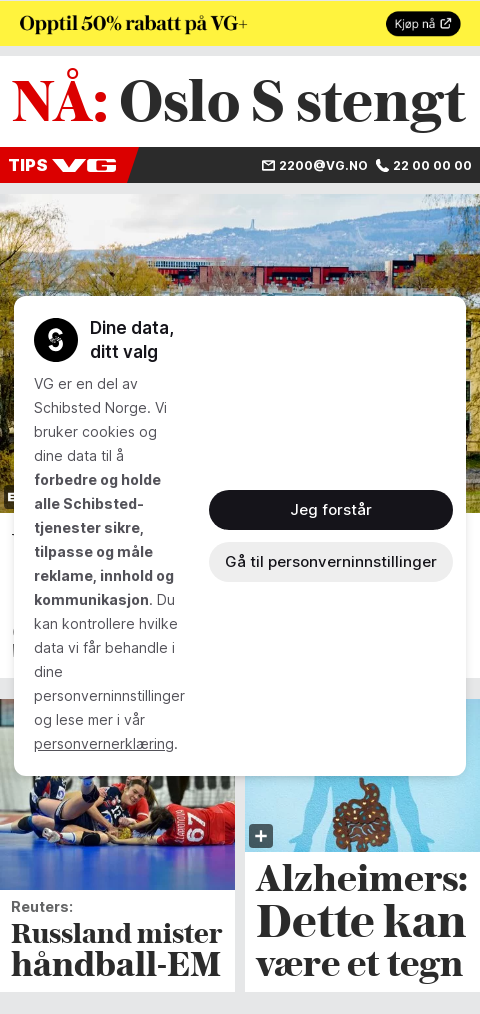 Opptil 50% rabatt på VG+
Kjøp nå
NÅ: Oslo S stengt
TIPS VG
2200@VG.NO 22 00 00 00
Dine data,
ditt valg
VG er en del av
Schibsted Norge. Vi
bruker cookies og
dine data til å
forbedre og holde
alle Schibsted-
tjenester sikre,
tilpasse og måle
reklame, innhold og
kommunikasjon. Du
kan kontrollere hvilke
data vi får behandle i
dine
personverninnstillinger
og lese mer i vår
personvernerklæring.
Jeg forstår
Gå til personverninnstillinger
67
Reuters:
Russland mister
håndball-EM
Alzheimers:
Dette kan
være et tegn